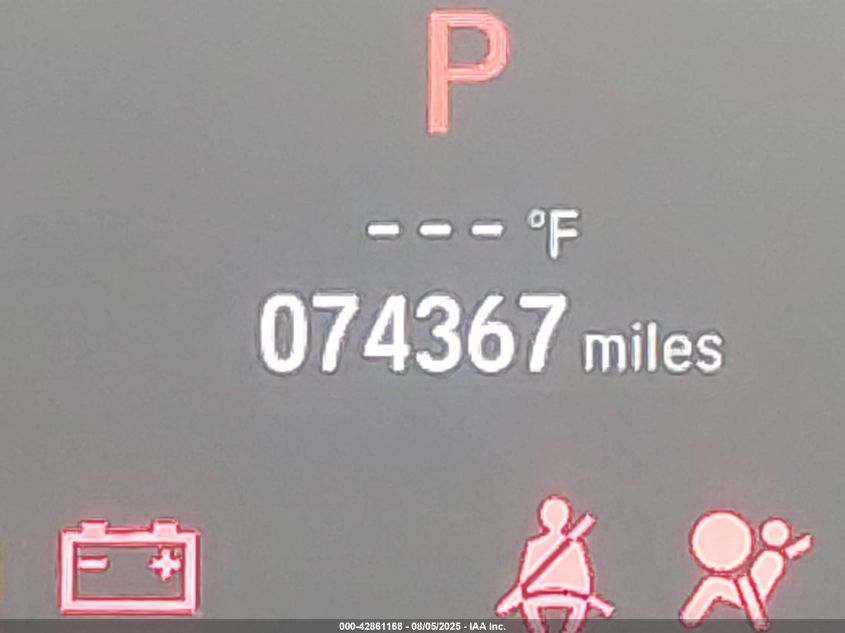 P
--- °F
074367 miles
000-42861168 - 08/05/2025 - IAA Inc.